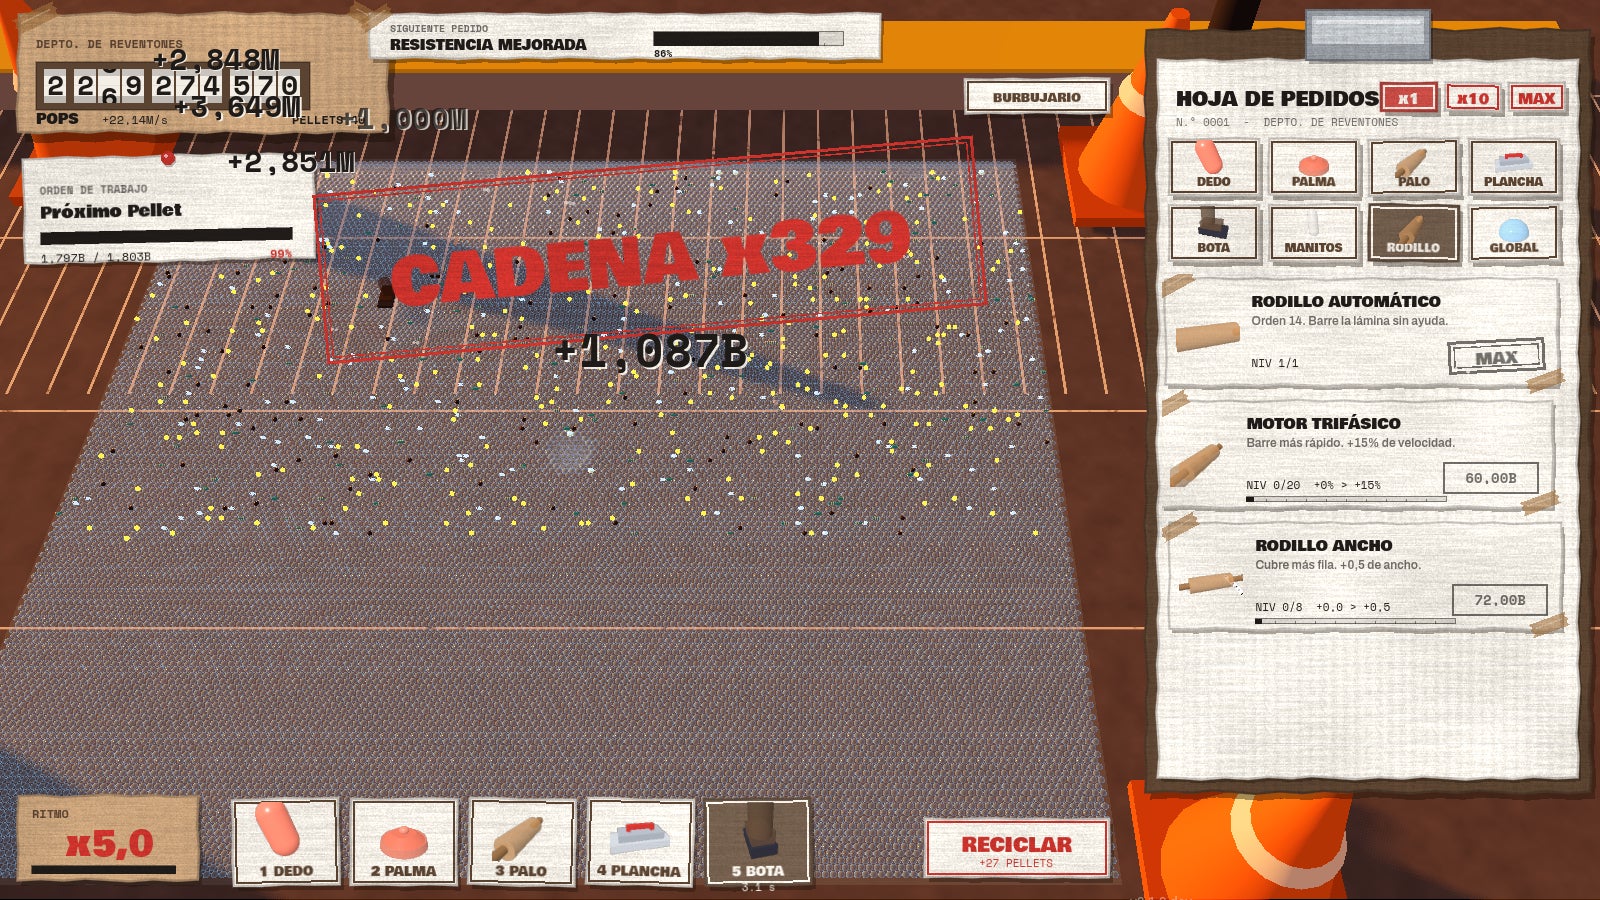 DEPTO. DE REVENTONES
+2,848M
+3,649M
POPS +22,14M/s
+1,000M
SIGUIENTE PEDIDO
RESISTENCIA MEJORADA
86%
BURBUJARIO
+2,851M
ORDEN DE TRABAJO
Próximo Pellet
1.797B / 1.803B 99%
CADENA x329
+1,087B
HOJA DE PEDIDOS x1 x10 MAX
N.° 0001 - DEPTO. DE REVENTONES
DEDO PALMA PALO PLANCHA
BOTA MANITOS RODILLO GLOBAL
RODILLO AUTOMÁTICO
Orden 14. Barre la lámina sin ayuda.
NIV 1/1
MAX
MOTOR TRIFÁSICO
Barre más rápido. +15% de velocidad.
NIV 0/20 +0% > +15%
60,00B
RODILLO ANCHO
Cubre más fila. +0,5 de ancho.
NIV 0/8 +0.0 > +0.5
72,00B
RITMO
x5,0
1 DEDO
2 PALMA
3 PALO
4 PLANCHA
5 BOTA
3.1 s
RECICLAR
+27 PELLETS